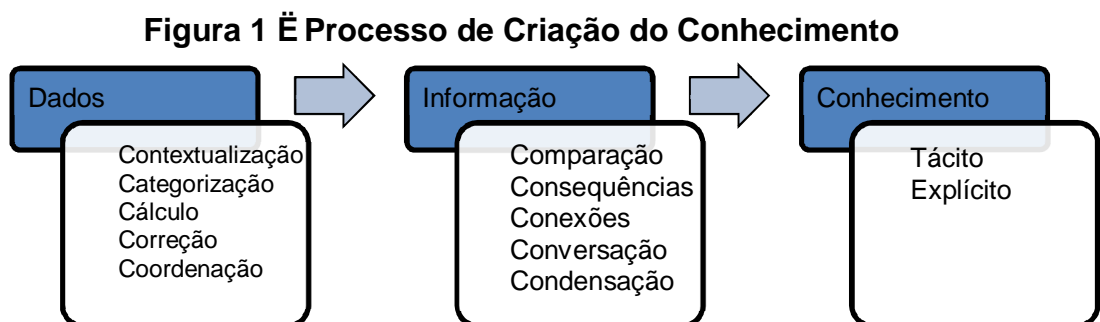 Figura 1 Ë Processo de Criação do Conhecimento
Dados
Contextualização
Categorização
Cálculo
Correção
Coordenação
Informação
Comparação
Consequências
Conexões
Conversação
Condensação
Conhecimento
Tácito
Explícito